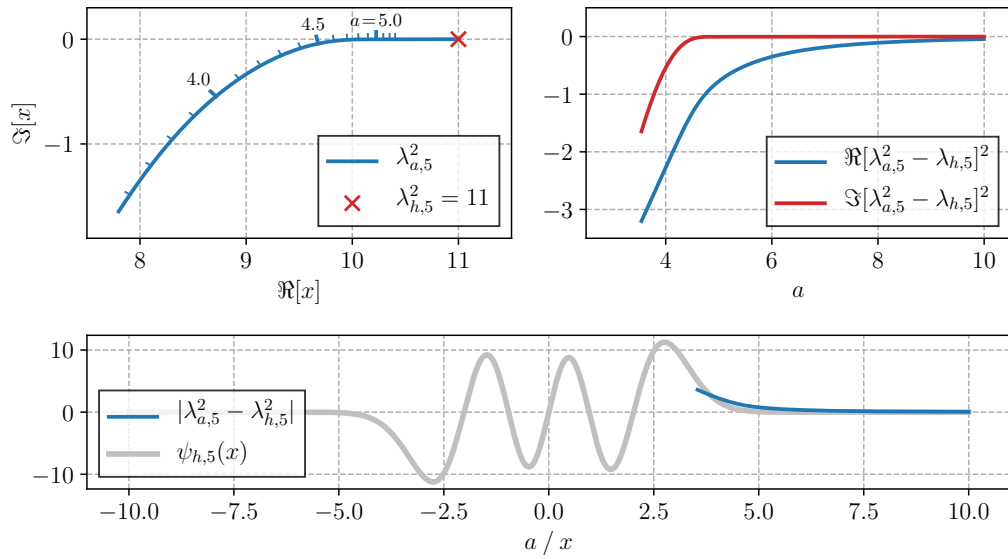 0
−1
ℑ[x]
4.0
4.5
a=5.0
λ²ₐ,₅
λ²ₕ,₅ = 11
8 9 10 11
ℜ[x]
0
−1
−2
−3
ℜ[λ²ₐ,₅ − λₕ,₅]²
ℑ[λ²ₐ,₅ − λₕ,₅]²
4 6 8 10
a
10
0
−10
|λ²ₐ,₅ − λ²ₕ,₅|
ψₕ,₅(x)
−10.0 −7.5 −5.0 −2.5 0.0 2.5 5.0 7.5 10.0
a / x